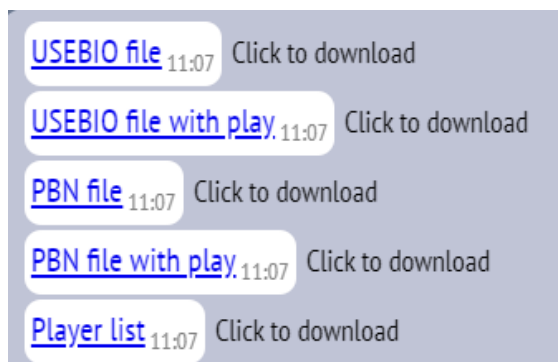 USEBIO file 11:07 Click to download
USEBIO file with play 11:07 Click to download
PBN file 11:07 Click to download
PBN file with play 11:07 Click to download
Player list 11:07 Click to download